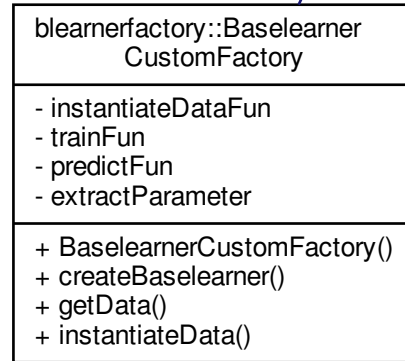 blearnerfactory::Baselearner
CustomFactory
- instantiateDataFun
- trainFun
- predictFun
- extractParameter
+ BaselearnerCustomFactory()
+ createBaselearner()
+ getData()
+ instantiateData()